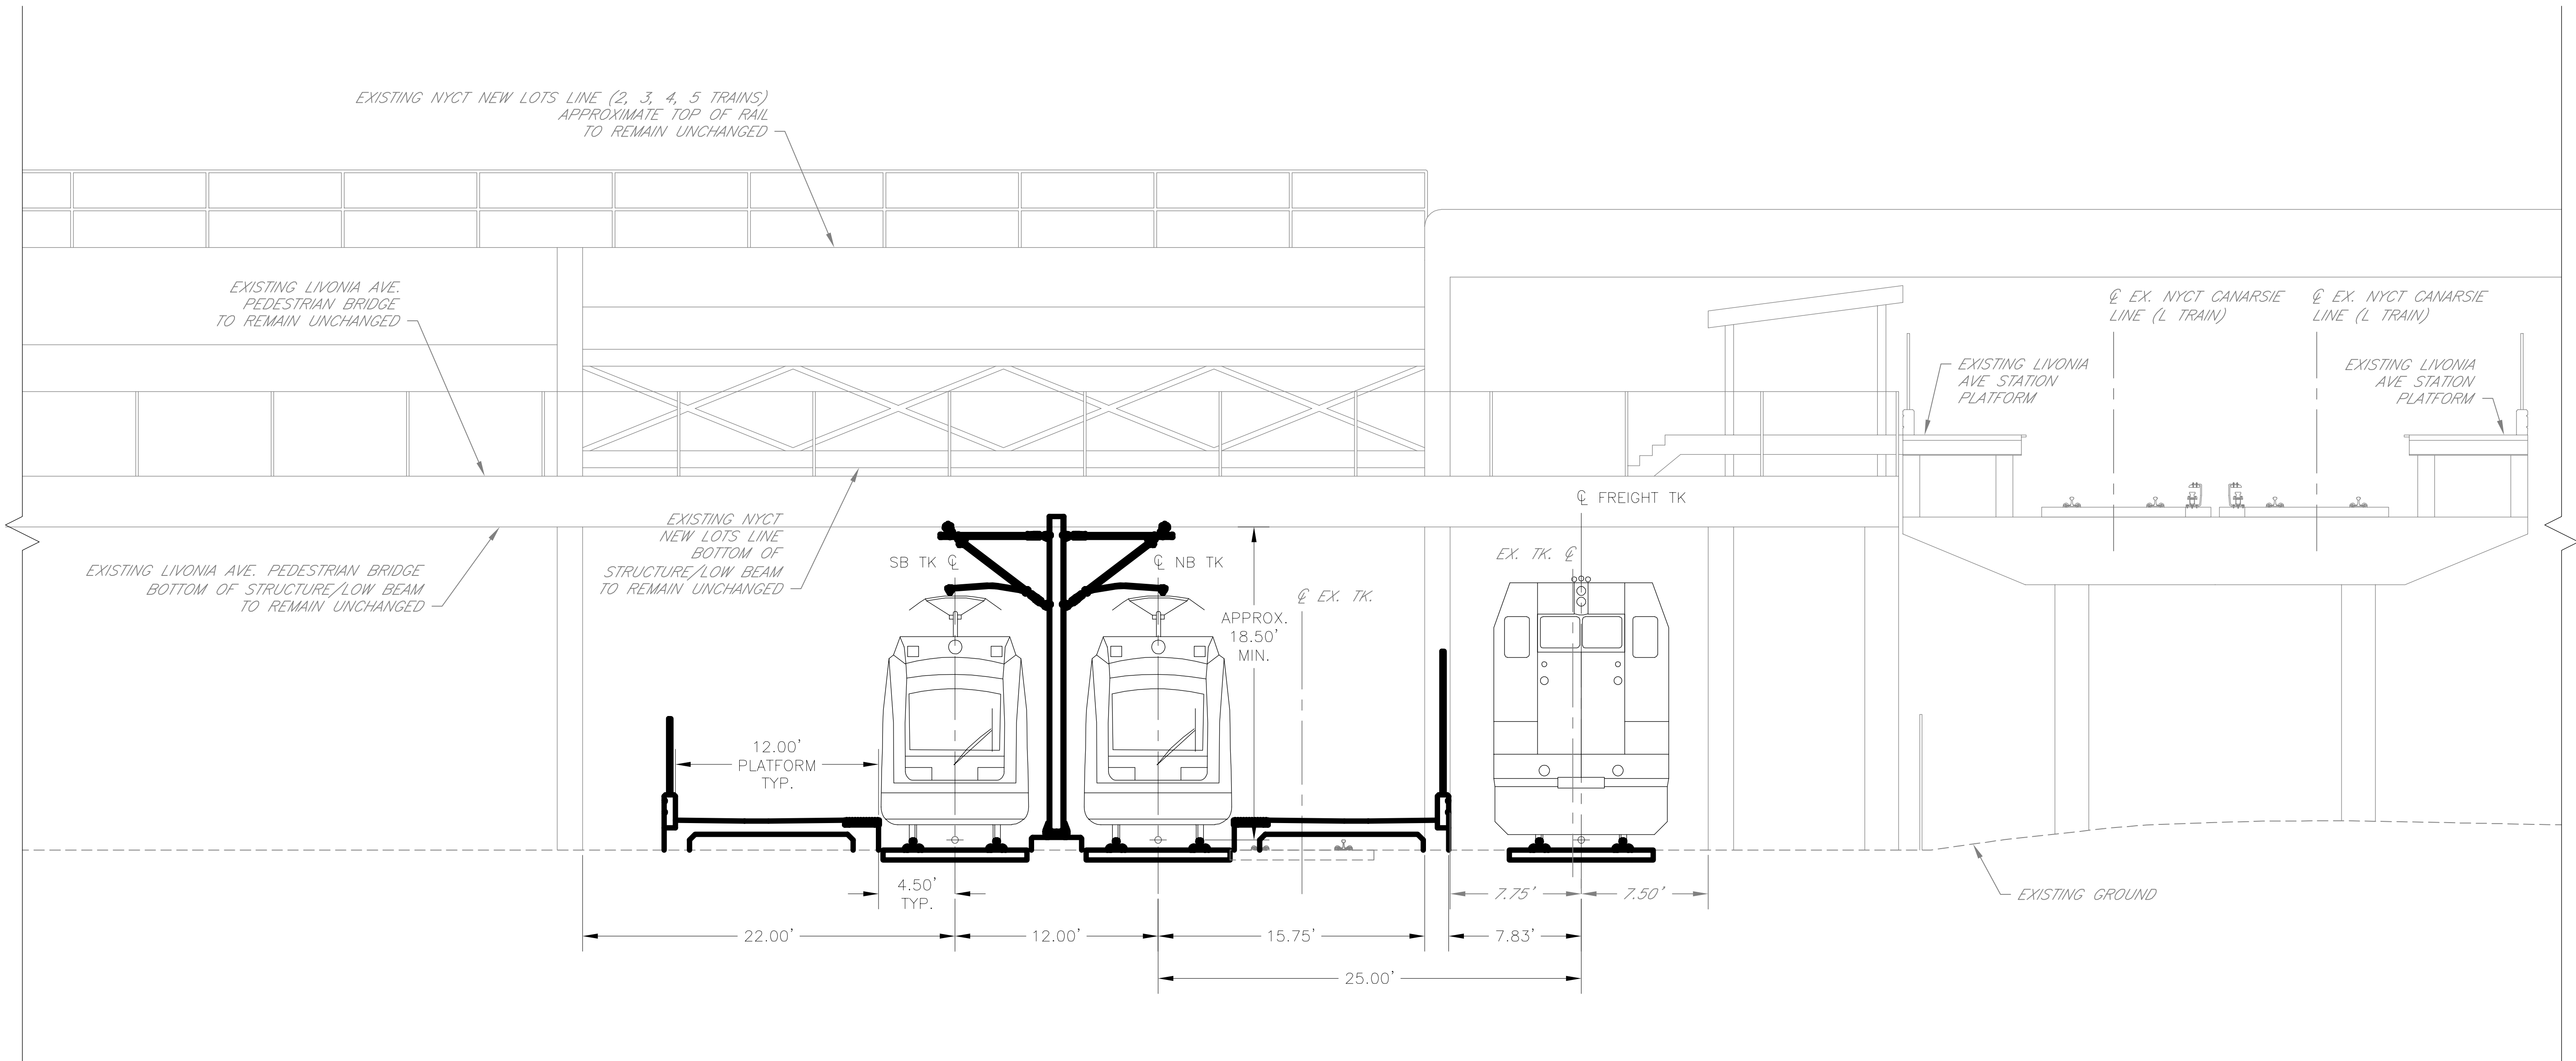 EXISTING NYCT NEW LOTS LINE (2, 3, 4, 5 TRAINS)
APPROXIMATE TOP OF RAIL
TO REMAIN UNCHANGED
EXISTING LIVONIA AVE.
PEDESTRIAN BRIDGE
TO REMAIN UNCHANGED
℄ EX. NYCT CANARSIE
LINE (L TRAIN)
℄ EX. NYCT CANARSIE
LINE (L TRAIN)
EXISTING LIVONIA
AVE STATION
PLATFORM
EXISTING LIVONIA
AVE STATION
PLATFORM
℄ FREIGHT TK
EXISTING NYCT
NEW LOTS LINE
BOTTOM OF
STRUCTURE/LOW BEAM
TO REMAIN UNCHANGED
EXISTING LIVONIA AVE. PEDESTRIAN BRIDGE
BOTTOM OF STRUCTURE/LOW BEAM
TO REMAIN UNCHANGED
SB TK ℄
℄ NB TK
EX. TK. ℄
℄ EX. TK.
APPROX.
18.50'
MIN.
12.00'
PLATFORM
TYP.
4.50'
TYP.
7.75'
7.50'
EXISTING GROUND
22.00'
12.00'
15.75'
7.83'
25.00'